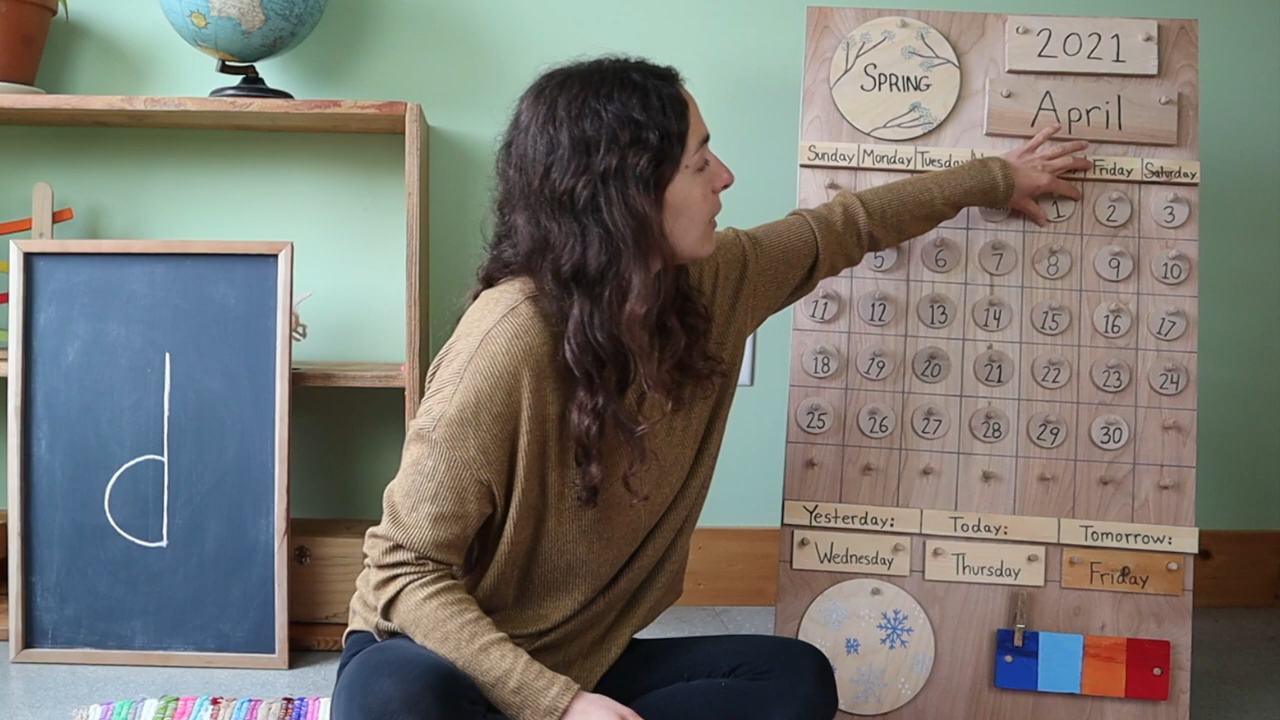 d
SPRING
2021
April
Sunday Monday Tuesday Friday Saturday
1 2 3
5 6 7 8 9 10
11 12 13 14 15 16 17
18 19 20 21 22 23 24
25 26 27 28 29 30
Yesterday: Today: Tomorrow:
Wednesday Thursday Friday